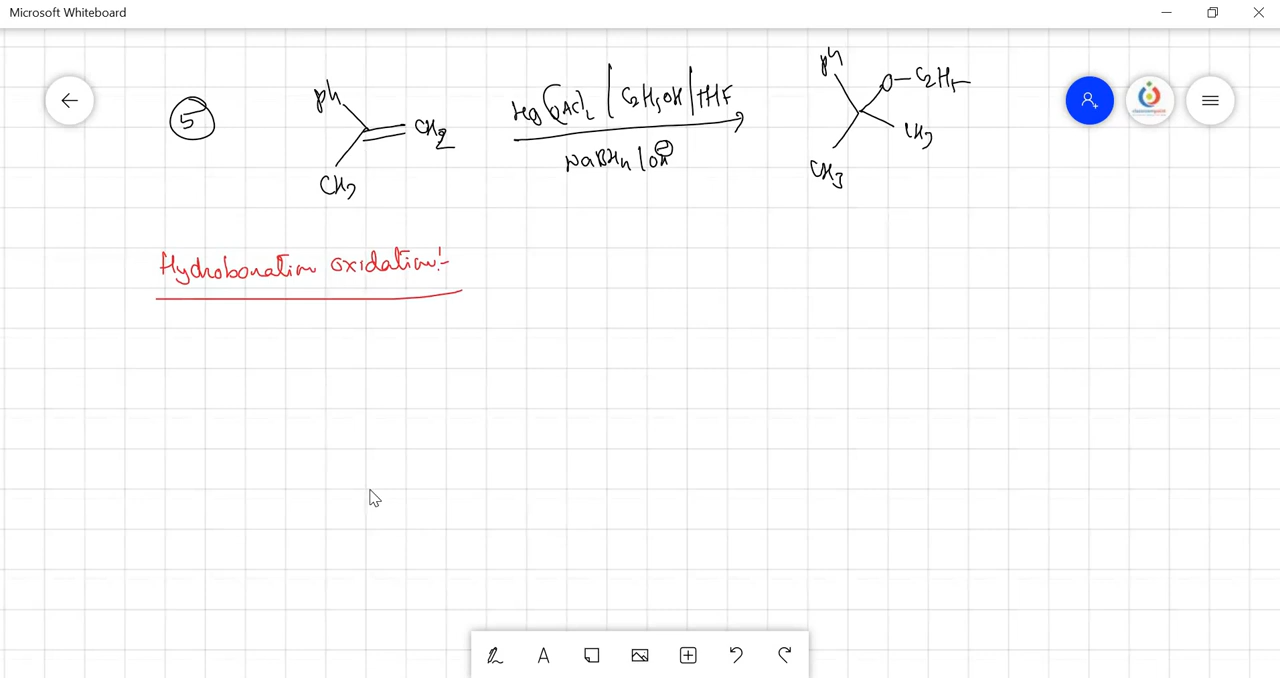 Microsoft Whiteboard
5
Ph
CH2
CH3
Hg(OAc)2 | C2H5OH | THF
NaBH4 | OH⊖
Ph
O-C2H5
CH3
CH3
Hydroboration oxidation:-
A